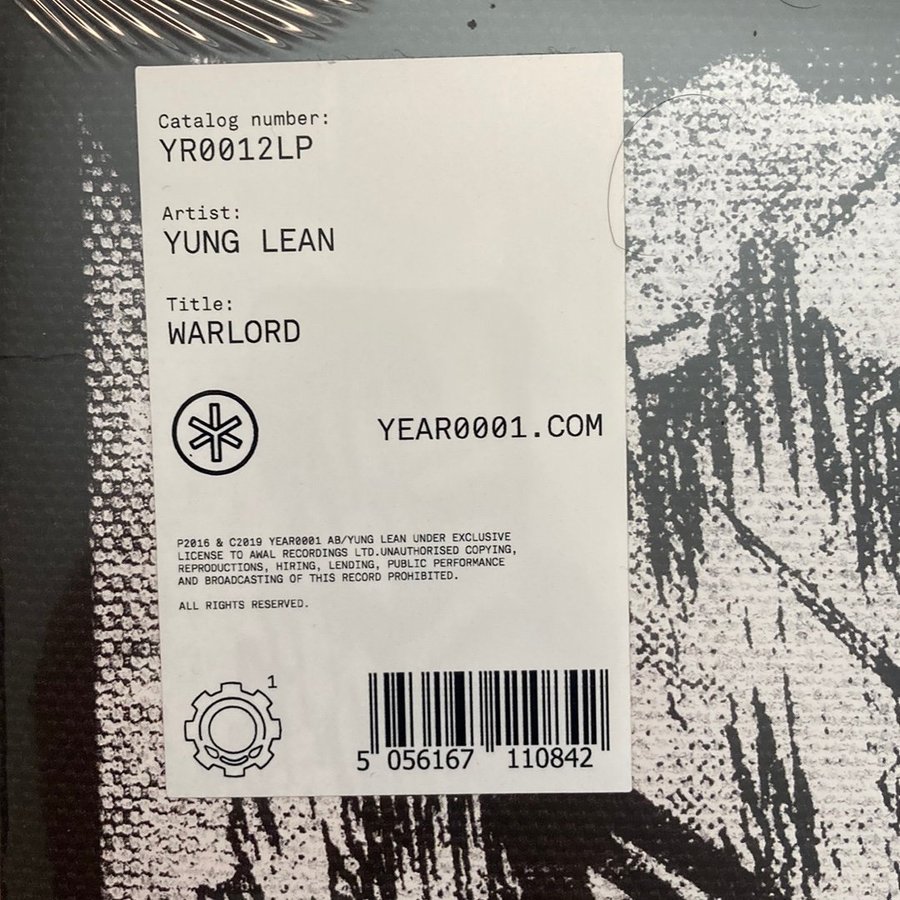 Catalog number:
YR0012LP
Artist:
YUNG LEAN
Title:
WARLORD
YEAR0001.COM
P2016 & C2019 YEAR0001 AB/YUNG LEAN UNDER EXCLUSIVE
LICENSE TO AWAL RECORDINGS LTD.UNAUTHORISED COPYING,
REPRODUCTIONS, HIRING, LENDING, PUBLIC PERFORMANCE
AND BROADCASTING OF THIS RECORD PROHIBITED.
ALL RIGHTS RESERVED.
1
5 056167 110842